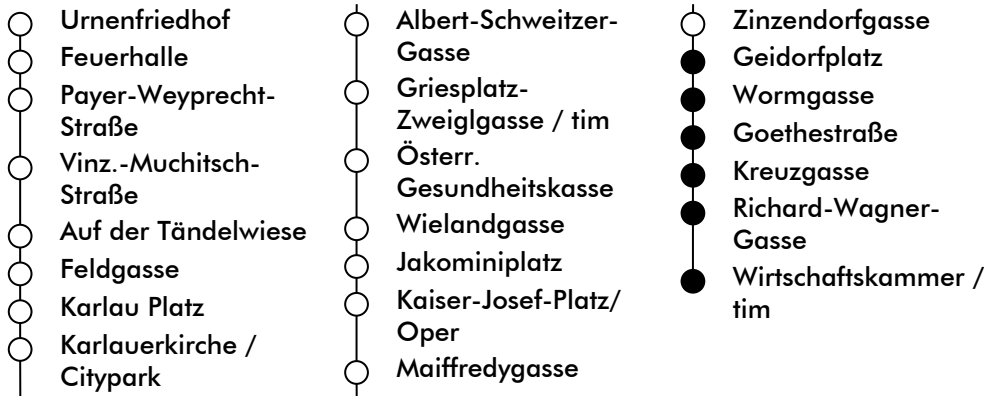 Urnenfriedhof
Feuerhalle
Payer-Weyprecht-
Straße
Vinz.-Muchitsch-
Straße
Auf der Tändelwiese
Feldgasse
Karlau Platz
Karlauerkirche /
Citypark
Albert-Schweitzer-
Gasse
Griesplatz-
Zweiglgasse / tim
Österr.
Gesundheitskasse
Wielandgasse
Jakominiplatz
Kaiser-Josef-Platz/
Oper
Maiffredygasse
Zinzendorfgasse
Geidorfplatz
Wormgasse
Goethestraße
Kreuzgasse
Richard-Wagner-
Gasse
Wirtschaftskammer /
tim